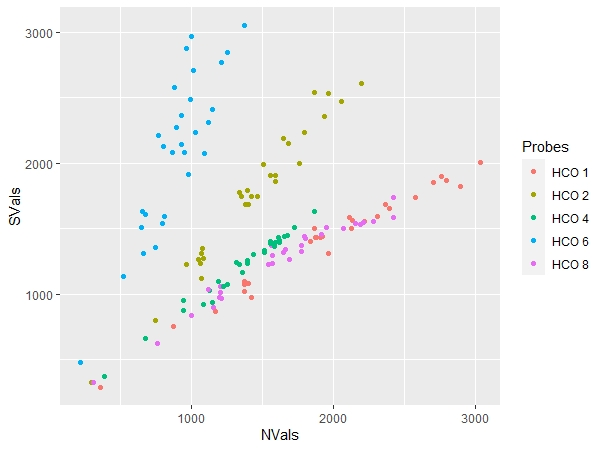 3000
2000
1000
SVals
1000
2000
3000
NVals
Probes
HCO 1
HCO 2
HCO 4
HCO 6
HCO 8